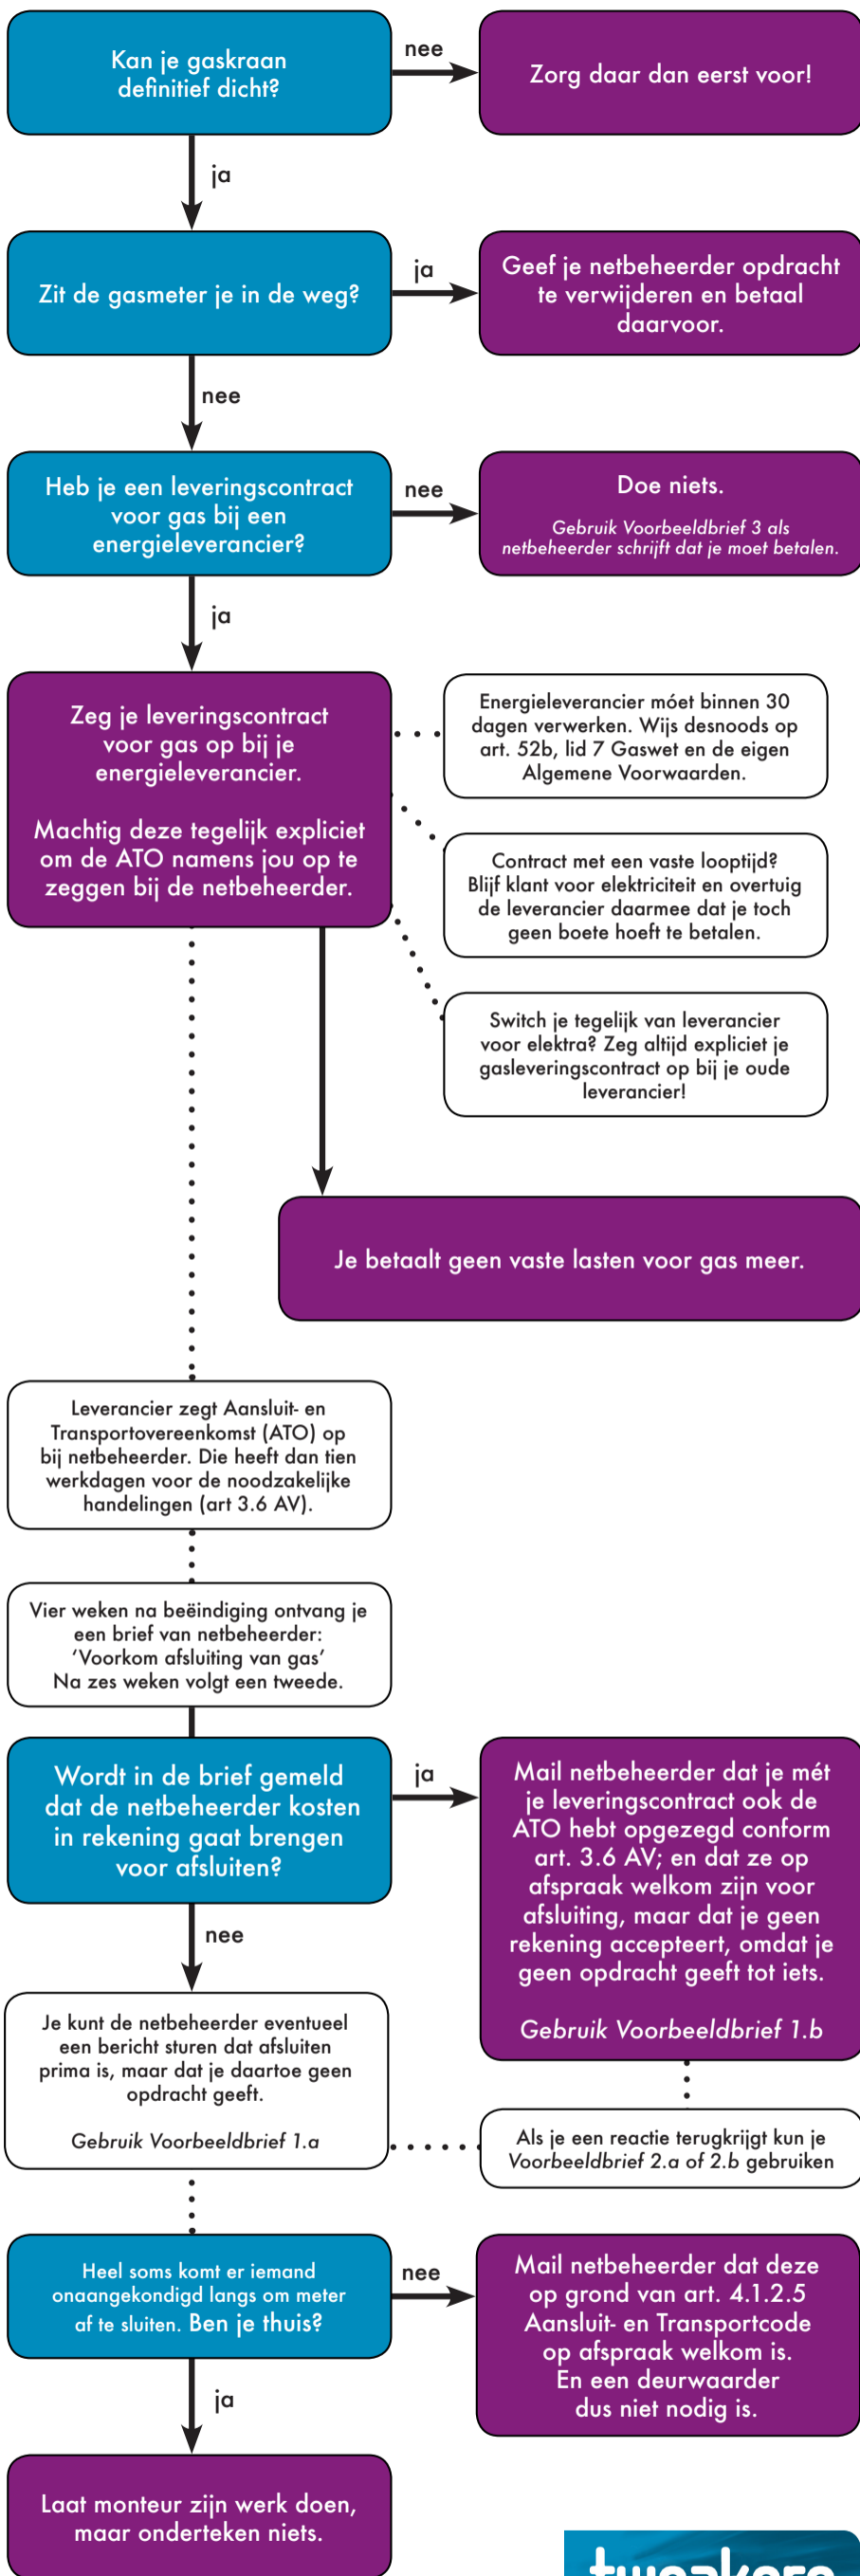 Kan je gaskraan
definitief dicht?
nee
Zorg daar dan eerst voor!
ja
Zit de gasmeter je in de weg?
ja
Geef je netbeheerder opdracht
te verwijderen en betaal
daarvoor.
nee
Heb je een leveringscontract
voor gas bij een
energieleverancier?
nee
Doe niets.
Gebruik Voorbeeldbrief 3 als
netbeheerder schrijft dat je moet betalen.
ja
Zeg je leveringscontract
voor gas op bij je
energieleverancier.
Machtig deze tegelijk expliciet
om de ATO namens jou op te
zeggen bij de netbeheerder.
Energieleverancier móet binnen 30
dagen verwerken. Wijs desnoods op
art. 52b, lid 7 Gaswet en de eigen
Algemene Voorwaarden.
Contract met een vaste looptijd?
Blijf klant voor elektriciteit en overtuig
de leverancier daarmee dat je toch
geen boete hoeft te betalen.
Switch je tegelijk van leverancier
voor elektra? Zeg altijd expliciet je
gasleveringscontract op bij je oude
leverancier!
Je betaalt geen vaste lasten voor gas meer.
Leverancier zegt Aansluit- en
Transportovereenkomst (ATO) op
bij netbeheerder. Die heeft dan tien
werkdagen voor de noodzakelijke
handelingen (art 3.6 AV).
Vier weken na beëindiging ontvang je
een brief van netbeheerder:
‘Voorkom afsluiting van gas’
Na zes weken volgt een tweede.
Wordt in de brief gemeld
dat de netbeheerder kosten
in rekening gaat brengen
voor afsluiten?
ja
Mail netbeheerder dat je mét
je leveringscontract ook de
ATO hebt opgezegd conform
art. 3.6 AV; en dat ze op
afspraak welkom zijn voor
afsluiting, maar dat je geen
rekening accepteert, omdat je
geen opdracht geeft tot iets.
Gebruik Voorbeeldbrief 1.b
nee
Je kunt de netbeheerder eventueel
een bericht sturen dat afsluiten
prima is, maar dat je daartoe geen
opdracht geeft.
Gebruik Voorbeeldbrief 1.a
Als je een reactie terugkrijgt kun je
Voorbeeldbrief 2.a of 2.b gebruiken
Heel soms komt er iemand
onaangekondigd langs om meter
af te sluiten. Ben je thuis?
nee
Mail netbeheerder dat deze
op grond van art. 4.1.2.5
Aansluit- en Transportcode
op afspraak welkom is.
En een deurwaarder
dus niet nodig is.
ja
Laat monteur zijn werk doen,
maar onderteken niets.
tweakers